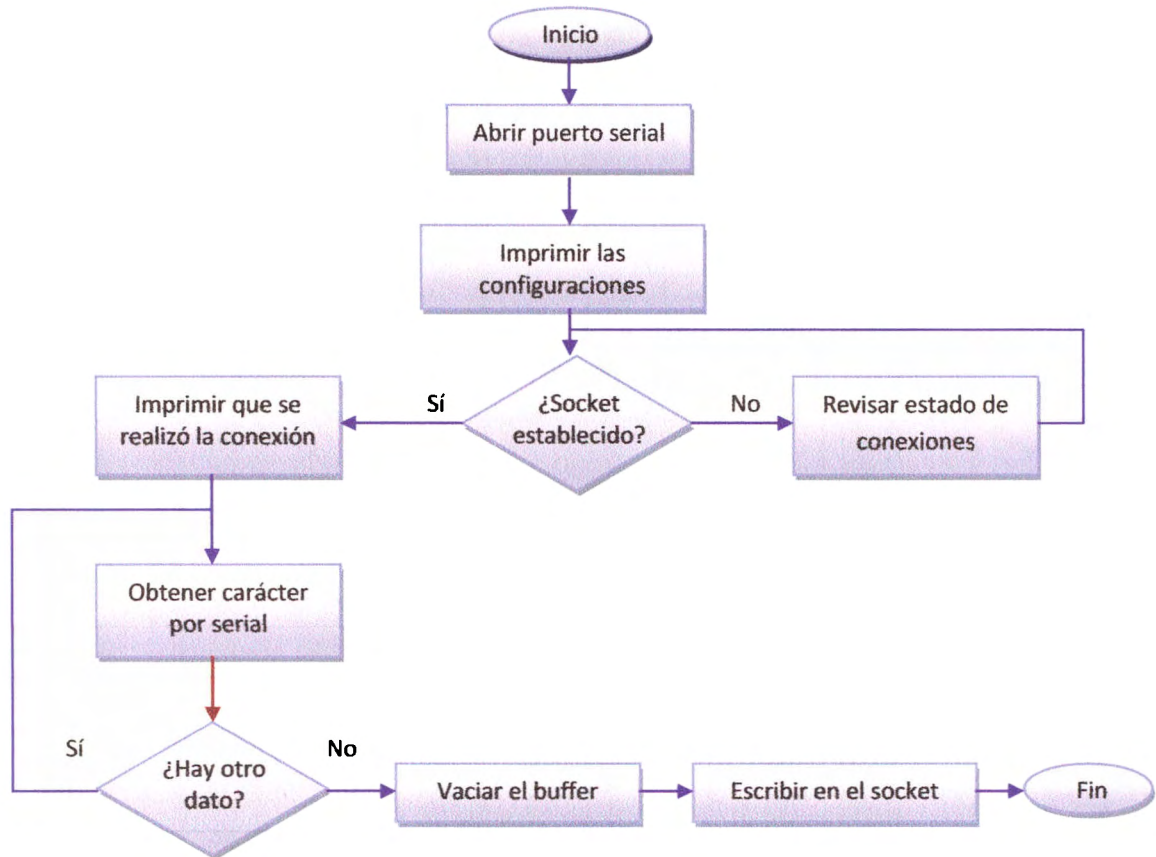 Inicio
Abrir puerto serial
Imprimir las
configuraciones
¿Socket
establecido?
Sí
No
Imprimir que se
realizó la conexión
Revisar estado de
conexiones
Obtener carácter
por serial
¿Hay otro
dato?
Sí
No
Vaciar el buffer
Escribir en el socket
Fin